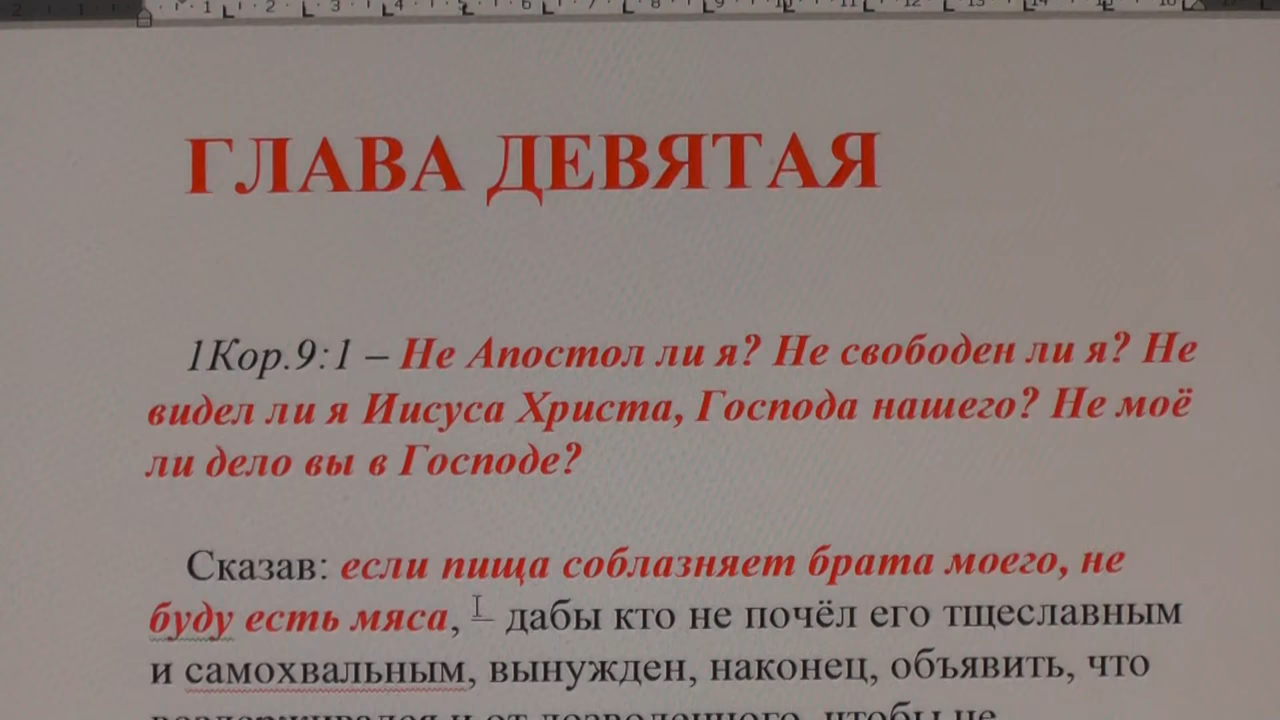 ГЛАВА ДЕВЯТАЯ
1Кор.9:1 – Не Апостол ли я? Не свободен ли я? Не
видел ли я Иисуса Христа, Господа нашего? Не моё
ли дело вы в Господе?
Сказав: если пища соблазняет брата моего, не
буду есть мяса, – дабы кто не почёл его тщеславным
и самохвальным, вынужден, наконец, объявить, что